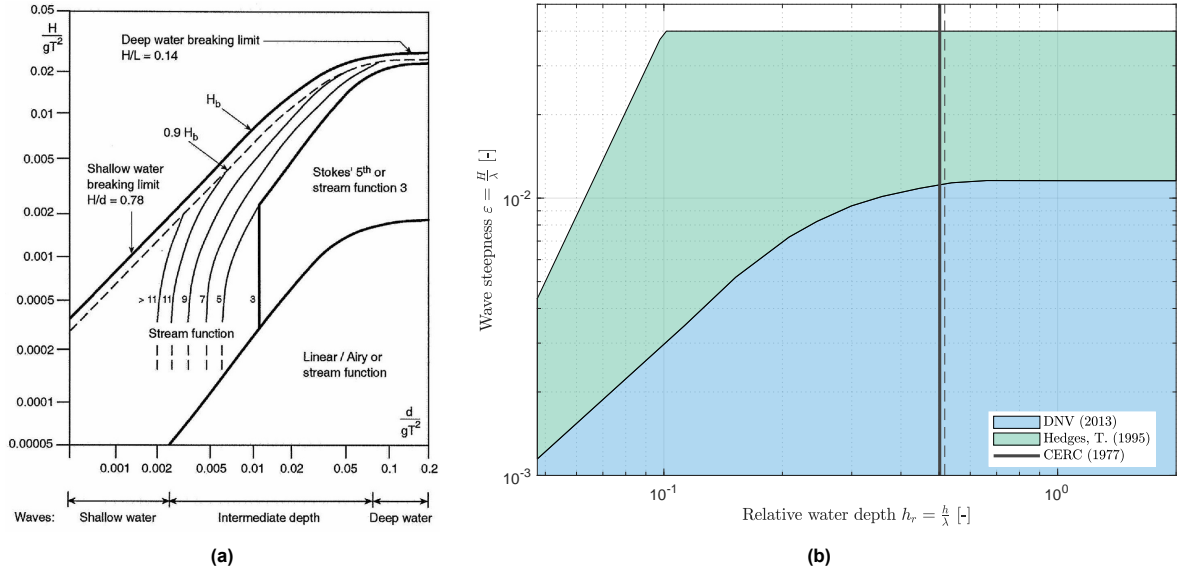 0.05
H
gT²
0.02
0.01
0.005
0.002
0.001
0.0005
0.0002
0.0001
0.00005
Deep water breaking limit
H/L = 0.14
H_b
0.9 H_b
Shallow water
breaking limit
H/d = 0.78
Stokes' 5th or
stream function 3
> 11 11 9 7 5 3
Stream function
Linear / Airy or
stream function
d
gT²
0.001 0.002 0.005 0.01 0.02 0.05 0.1 0.2
Waves: Shallow water Intermediate depth Deep water
(a)
Wave steepness ε = H/λ [-]
10⁻²
10⁻³
DNV (2013)
Hedges, T. (1995)
CERC (1977)
10⁻¹ 10⁰
Relative water depth h_r = h/λ [-]
(b)